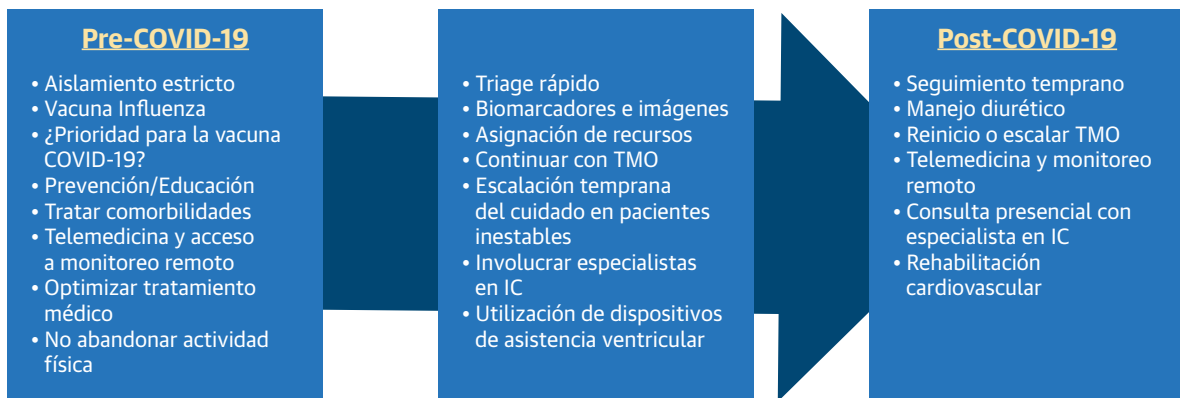 Pre-COVID-19
• Aislamiento estricto
• Vacuna Influenza
• ¿Prioridad para la vacuna
COVID-19?
• Prevención/Educación
• Tratar comorbilidades
• Telemedicina y acceso
a monitoreo remoto
• Optimizar tratamiento
médico
• No abandonar actividad
física
• Triage rápido
• Biomarcadores e imágenes
• Asignación de recursos
• Continuar con TMO
• Escalación temprana
del cuidado en pacientes
inestables
• Involucrar especialistas
en IC
• Utilización de dispositivos
de asistencia ventricular
Post-COVID-19
• Seguimiento temprano
• Manejo diurético
• Reinicio o escalar TMO
• Telemedicina y monitoreo
remoto
• Consulta presencial con
especialista en IC
• Rehabilitación
cardiovascular